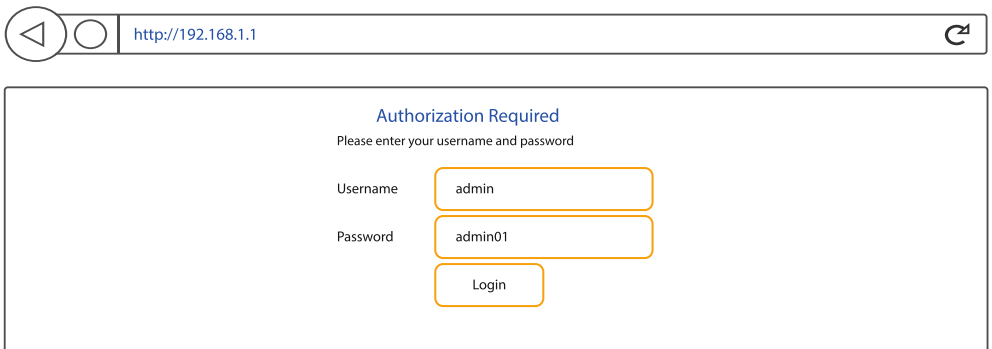 http://192.168.1.1
Authorization Required
Please enter your username and password
Username admin
Password admin01
Login